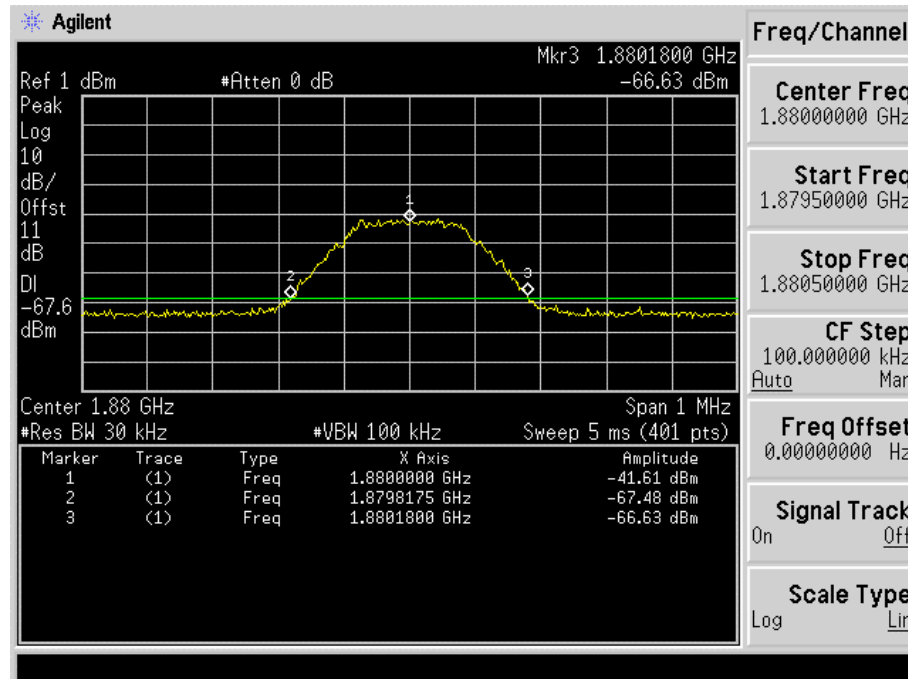 Agilent
Mkr3 1.8801800 GHz
Ref 1 dBm #Atten 0 dB -66.63 dBm
Peak
Log
10
dB/
Offst
11
dB
DI
-67.6
dBm
1
2
3
Center 1.88 GHz Span 1 MHz
#Res BW 30 kHz #VBW 100 kHz Sweep 5 ms (401 pts)
Marker Trace Type X Axis Amplitude
1 (1) Freq 1.8800000 GHz -41.61 dBm
2 (1) Freq 1.8798175 GHz -67.48 dBm
3 (1) Freq 1.8801800 GHz -66.63 dBm
Freq/Channel
Center Freq
1.88000000 GHz
Start Freq
1.87950000 GHz
Stop Freq
1.88050000 GHz
CF Step
100.000000 kHz
Auto Man
Freq Offset
0.00000000 Hz
Signal Track
On Off
Scale Type
Log Lin